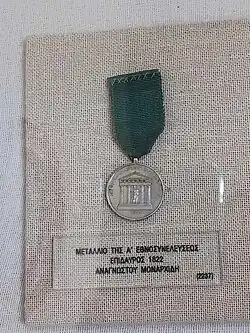 ΜΕΤΑΛΛΙΟ ΤΗΣ Α' ΕΘΝΟΣΥΝΕΛΕΥΣΕΩΣ
ΕΠΙΔΑΥΡΟΣ 1822
ΑΝΑΓΝΩΣΤΟΥ ΜΟΝΑΡΧΙΔΗ
(2237)